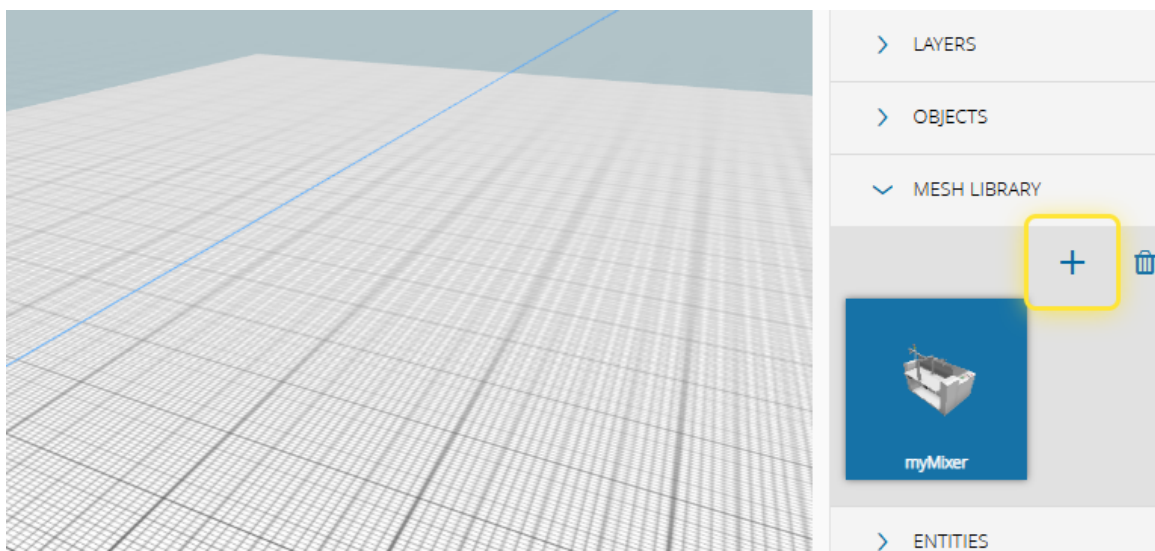 LAYERS
OBJECTS
MESH LIBRARY
myMixer
ENTITIES